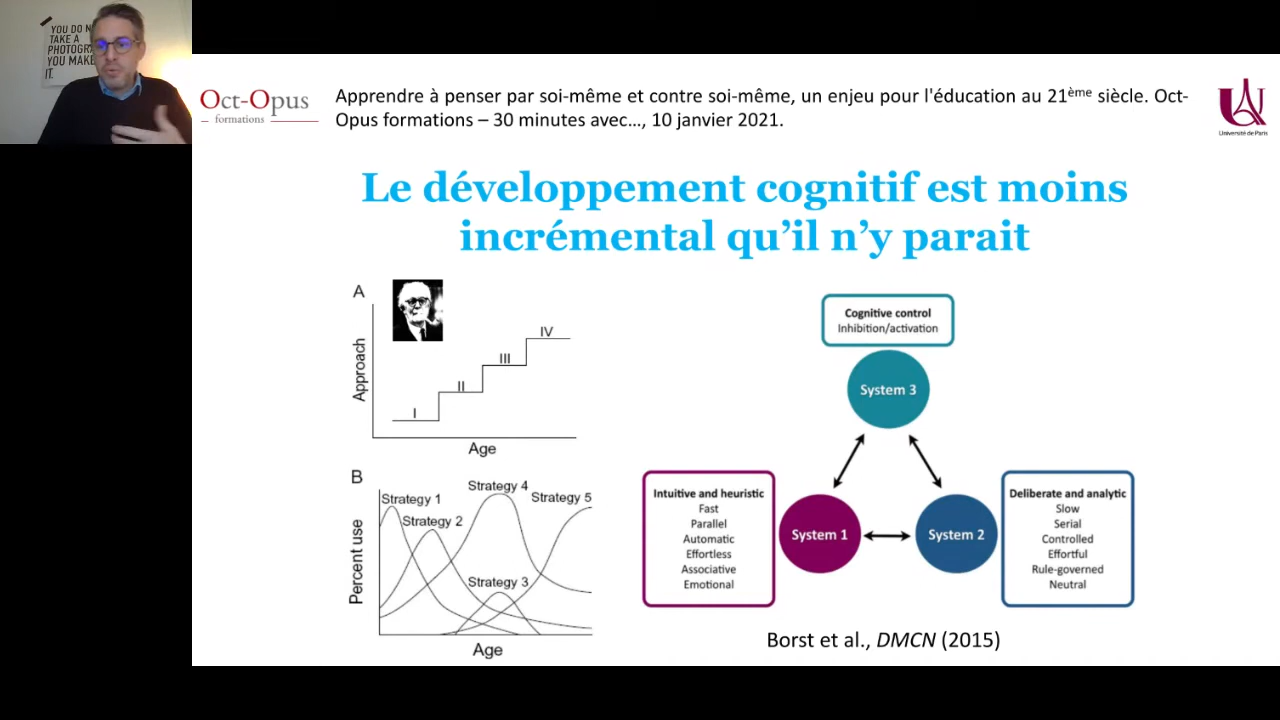 YOU DO N
TAKE A
PHOTOGR
YOU MAKE
IT.
Oct-Opus
formations
Apprendre à penser par soi-même et contre soi-même, un enjeu pour l'éducation au 21ème siècle. Oct-
Opus formations – 30 minutes avec…, 10 janvier 2021.
Université de Paris
Le développement cognitif est moins
incrémental qu’il n’y parait
A
Approach
I
II
III
IV
Age
B
Percent use
Strategy 1
Strategy 2
Strategy 4
Strategy 5
Strategy 3
Age
Cognitive control
Inhibition/activation
System 3
Intuitive and heuristic
Fast
Parallel
Automatic
Effortless
Associative
Emotional
System 1
System 2
Deliberate and analytic
Slow
Serial
Controlled
Effortful
Rule-governed
Neutral
Borst et al., DMCN (2015)